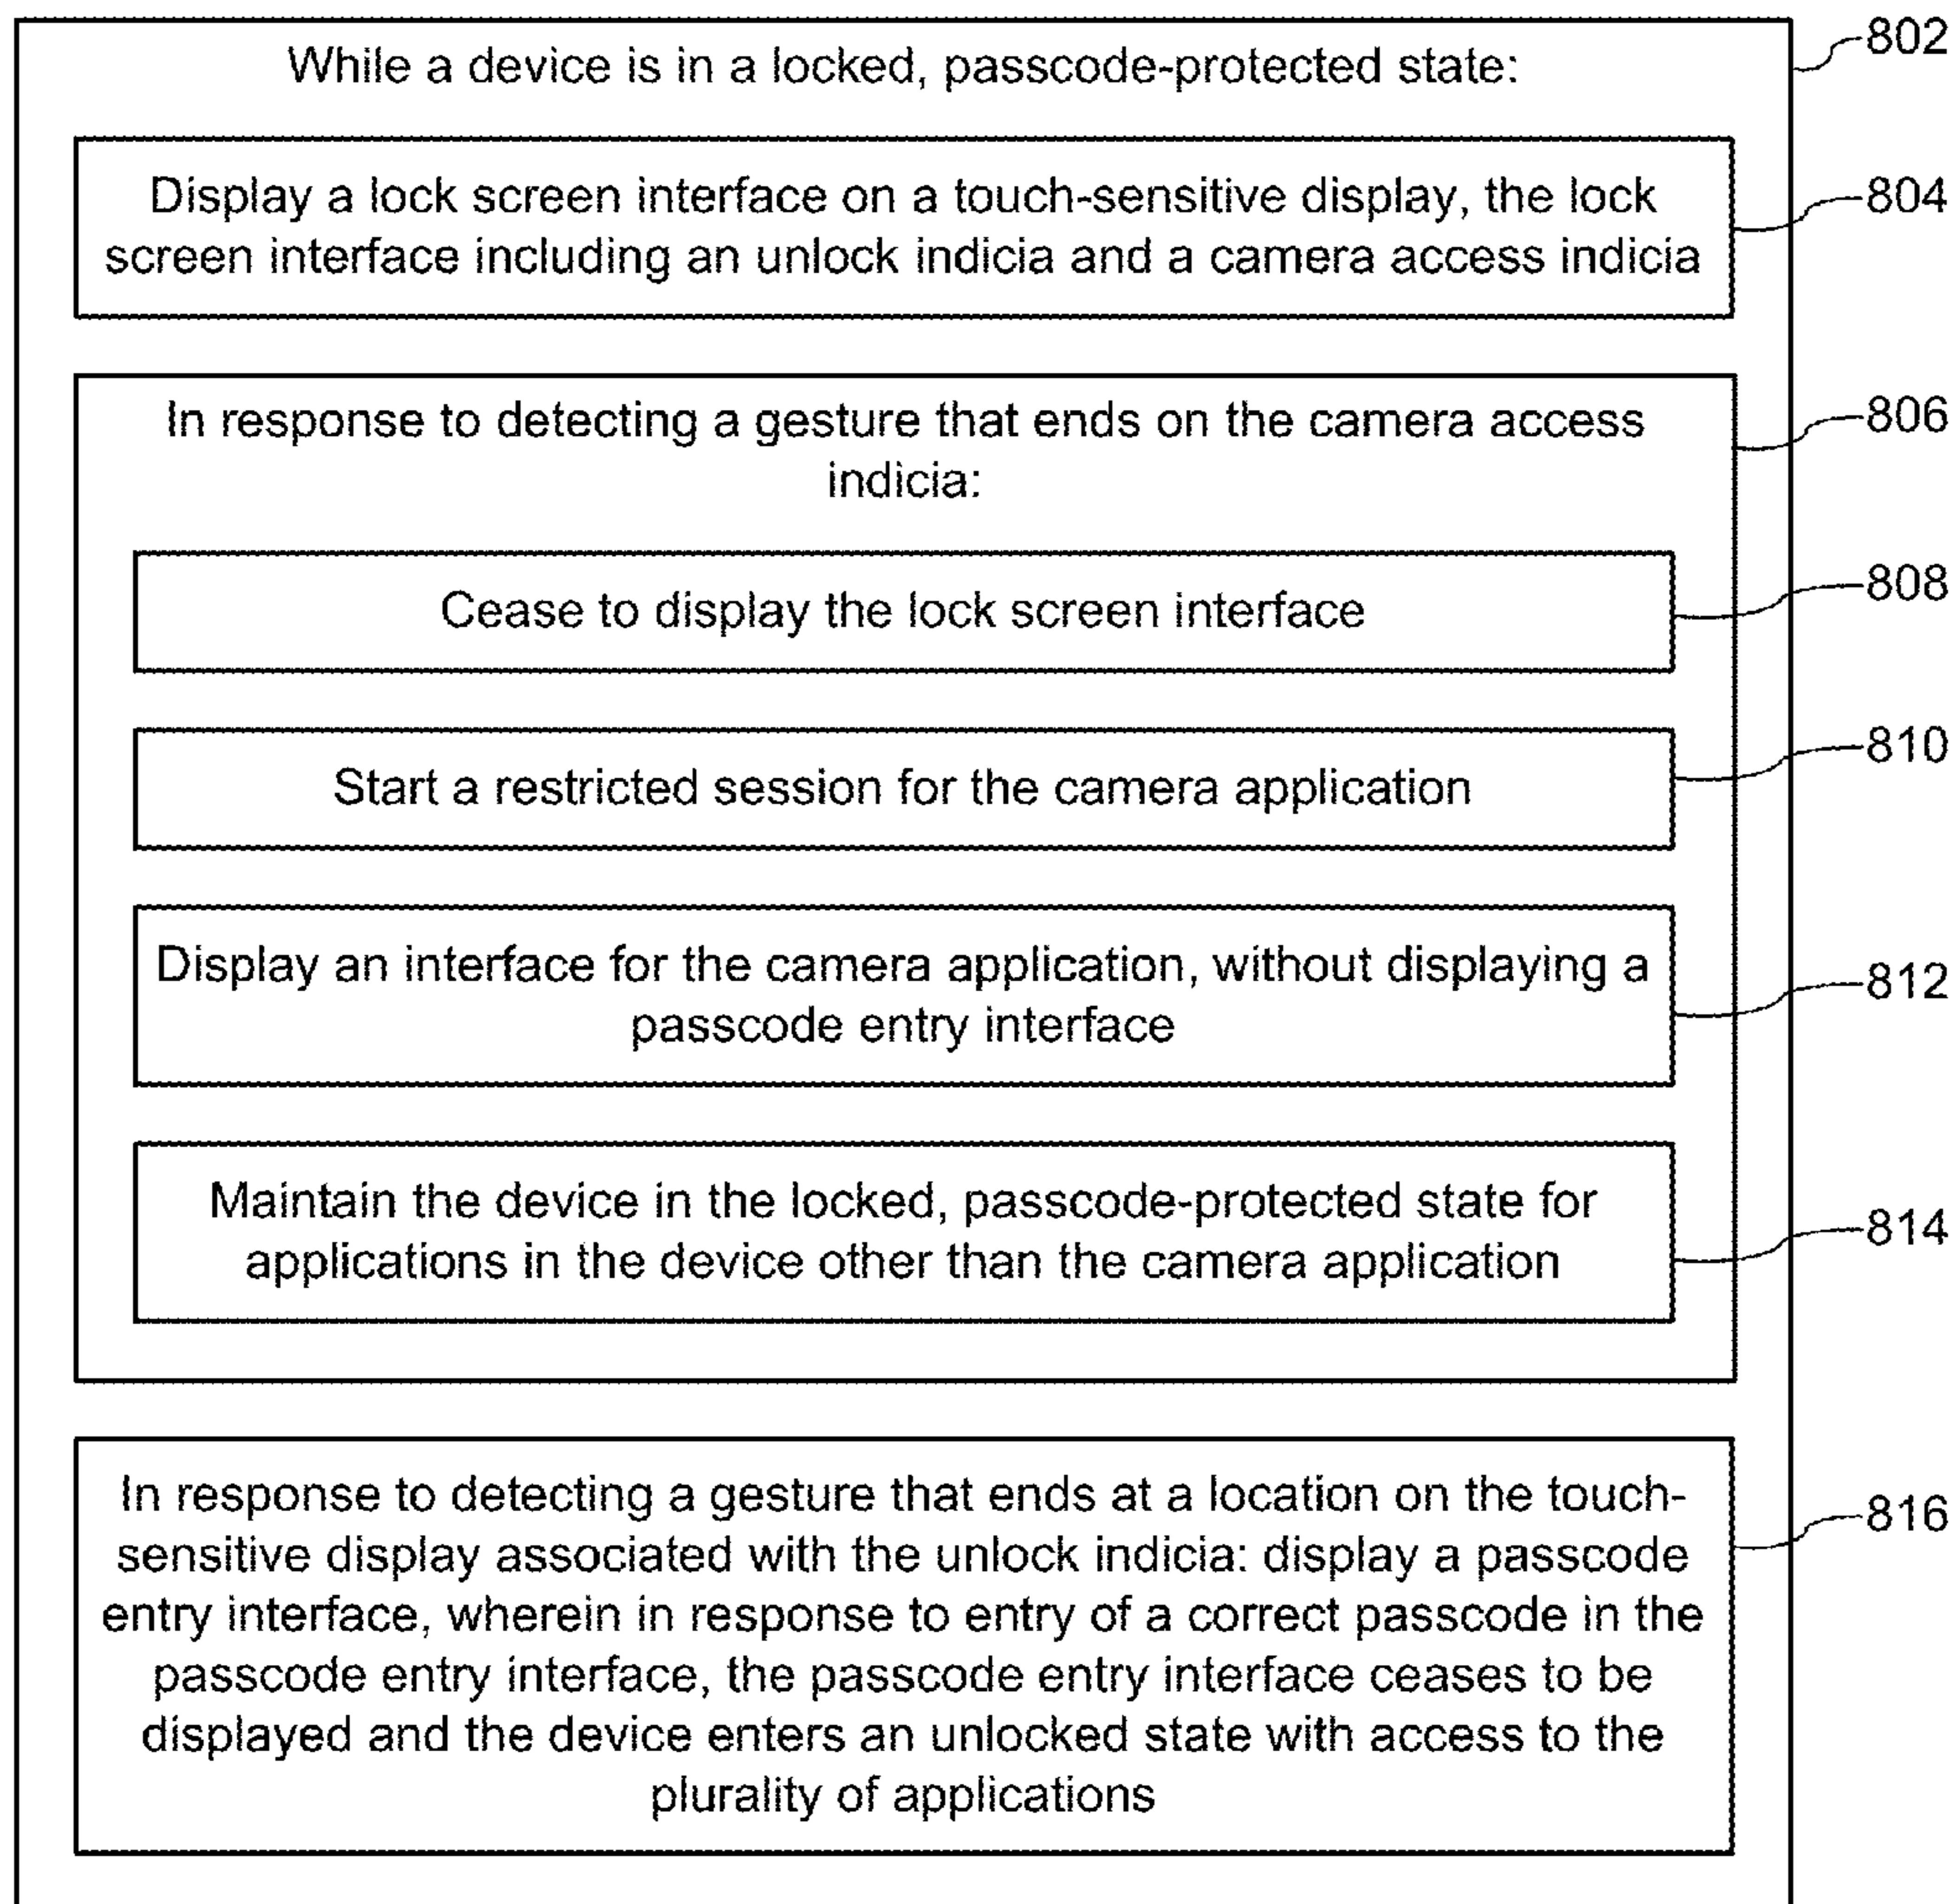 While a device is in a locked, passcode-protected state:
802
Display a lock screen interface on a touch-sensitive display, the lock
screen interface including an unlock indicia and a camera access indicia
804
In response to detecting a gesture that ends on the camera access
indicia:
806
Cease to display the lock screen interface
808
Start a restricted session for the camera application
810
Display an interface for the camera application, without displaying a
passcode entry interface
812
Maintain the device in the locked, passcode-protected state for
applications in the device other than the camera application
814
In response to detecting a gesture that ends at a location on the touch-
sensitive display associated with the unlock indicia: display a passcode
entry interface, wherein in response to entry of a correct passcode in the
passcode entry interface, the passcode entry interface ceases to be
displayed and the device enters an unlocked state with access to the
plurality of applications
816